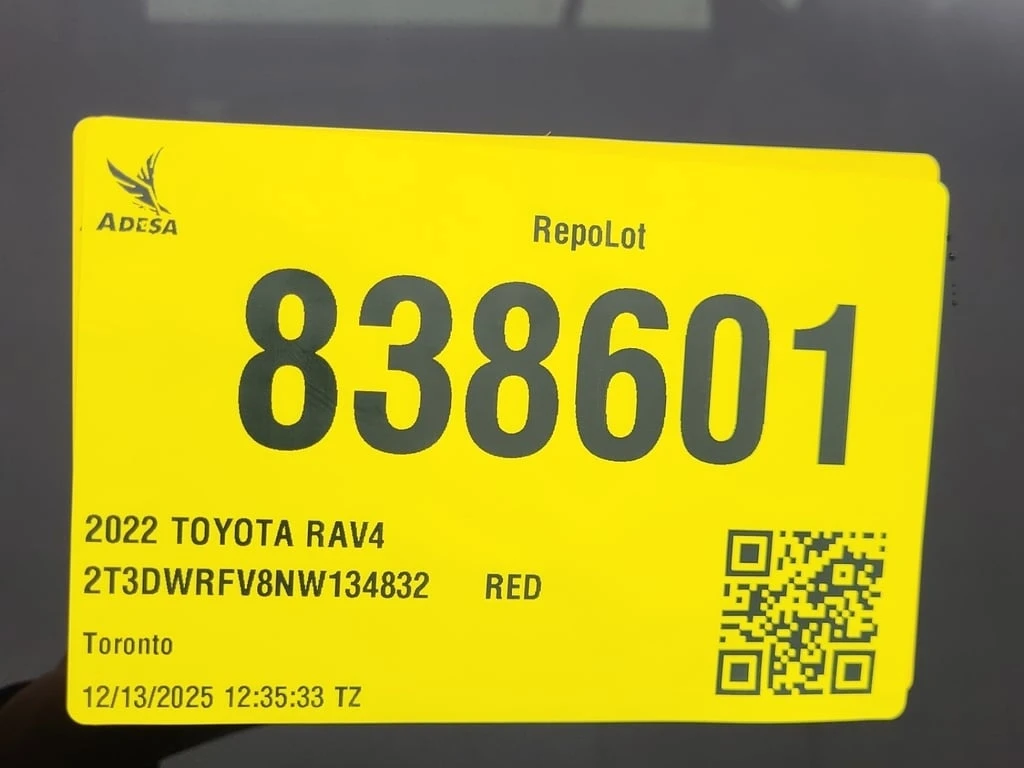 ADESA
RepoLot
838601
2022 TOYOTA RAV4
2T3DWRFV8NW134832 RED
Toronto
12/13/2025 12:35:33 TZ